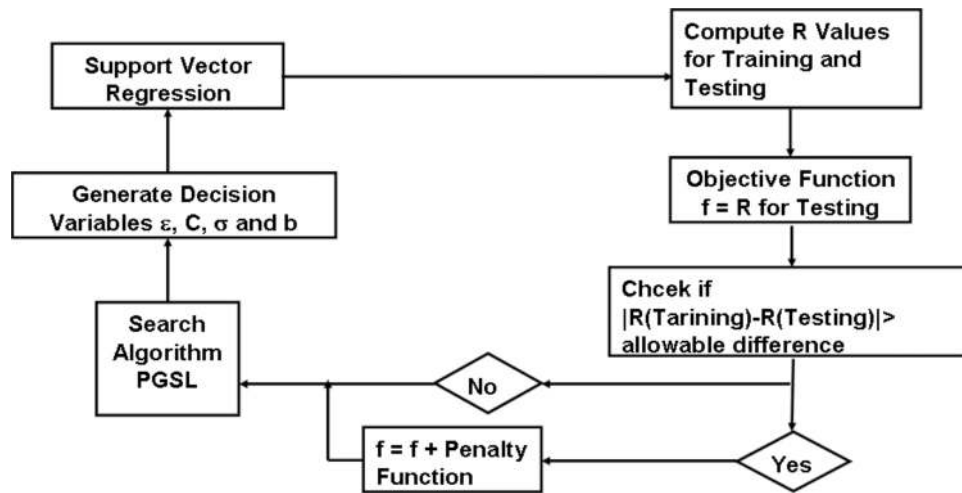 Support Vector
Regression
Compute R Values
for Training and
Testing
Generate Decision
Variables ε, C, σ and b
Objective Function
f = R for Testing
Search
Algorithm
PGSL
Chcek if
|R(Tarining)-R(Testing)|>
allowable difference
No
f = f + Penalty
Function
Yes